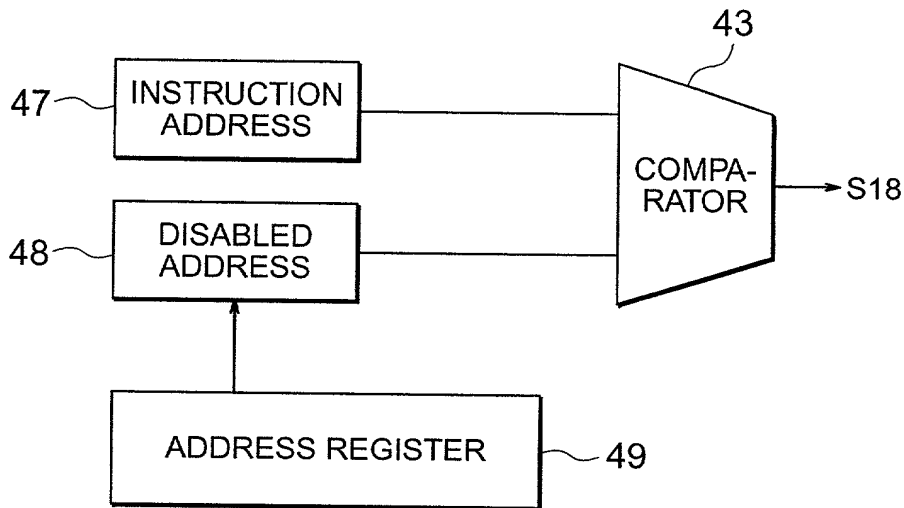 43
47
INSTRUCTION
ADDRESS
COMPA-
RATOR
S18
48
DISABLED
ADDRESS
ADDRESS REGISTER
49